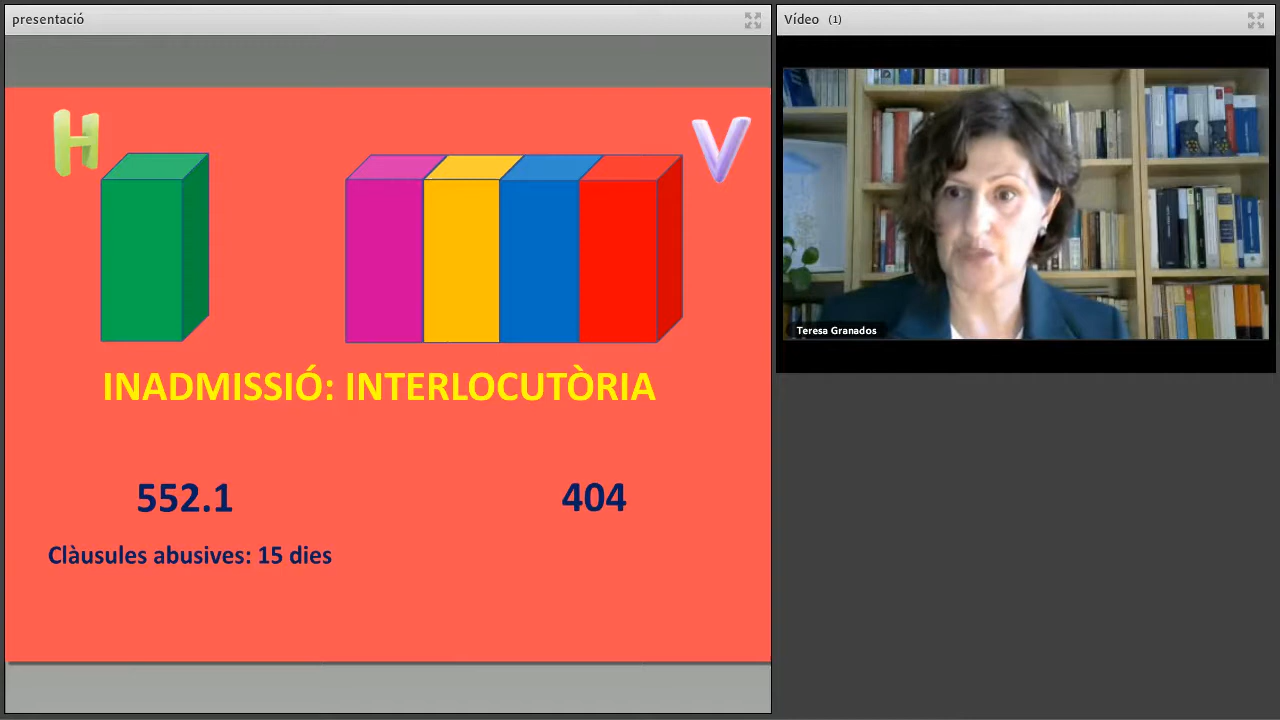 presentació
Vídeo (1)
H
V
INADMISSIÓ: INTERLOCUTÒRIA
552.1
404
Clàusules abusives: 15 dies
Teresa Granados